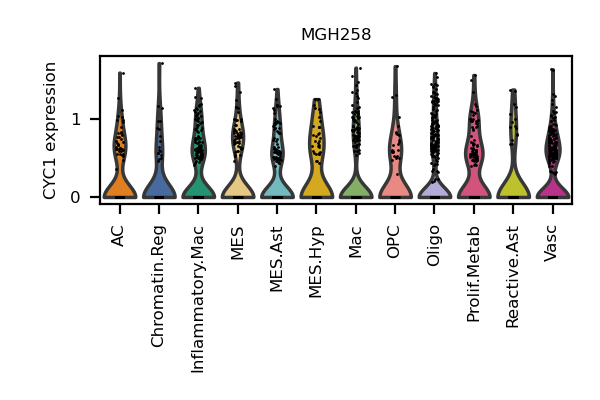 MGH258
CYC1 expression
1
0
AC
Chromatin.Reg
Inflammatory.Mac
MES
MES.Ast
MES.Hyp
Mac
OPC
Oligo
Prolif.Metab
Reactive.Ast
Vasc